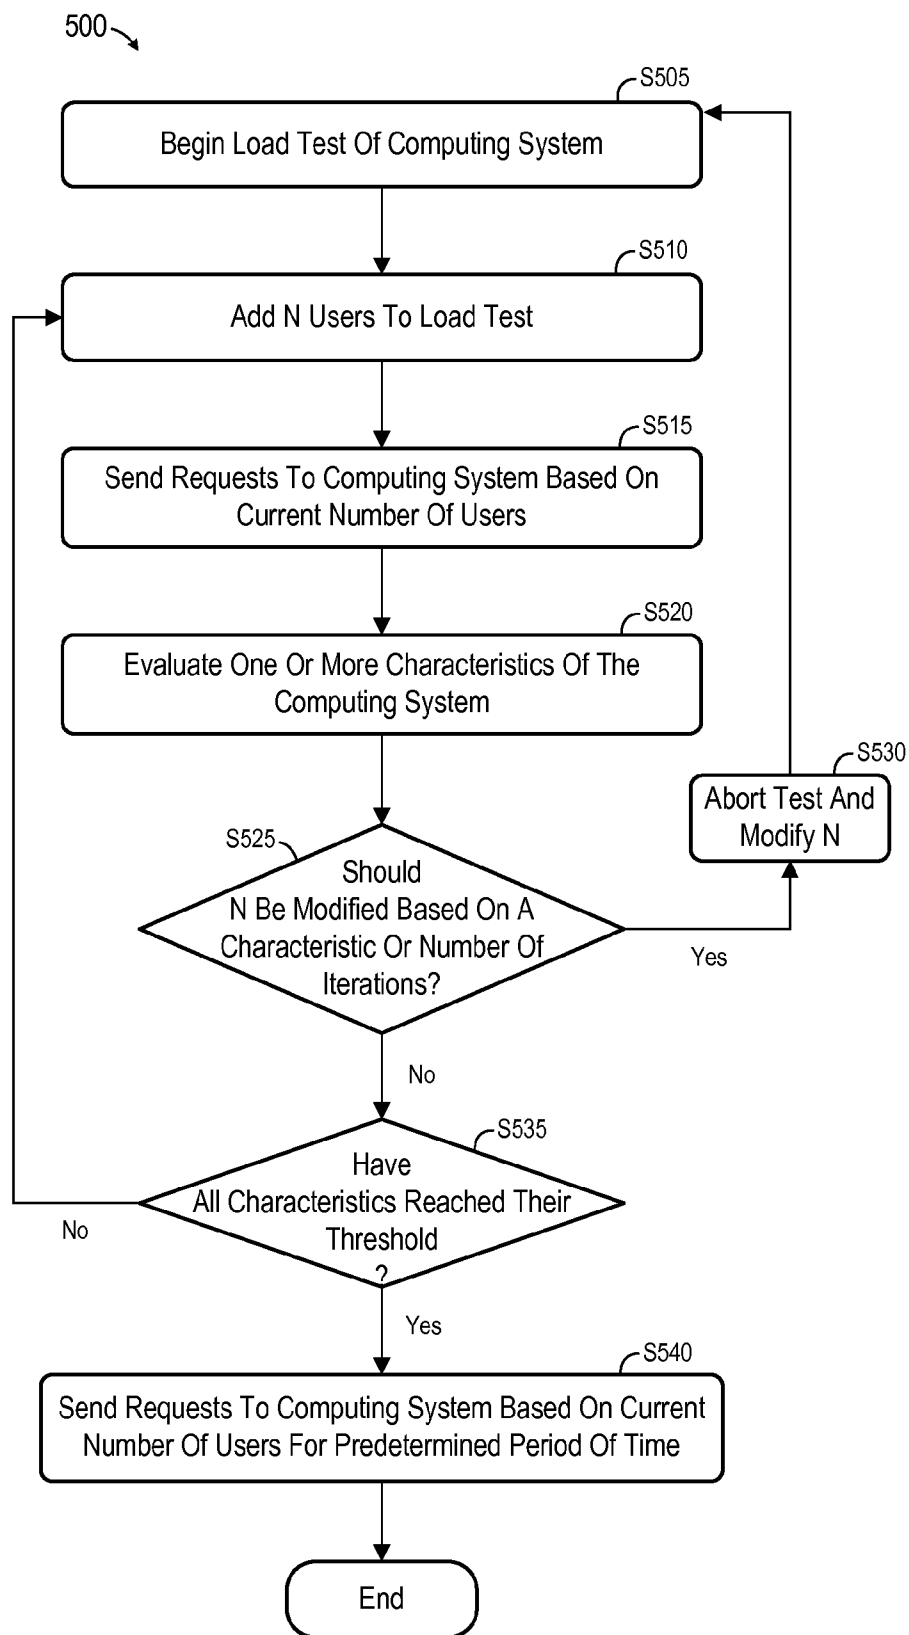 500
S505
Begin Load Test Of Computing System
S510
Add N Users To Load Test
S515
Send Requests To Computing System Based On
Current Number Of Users
S520
Evaluate One Or More Characteristics Of The
Computing System
S530
Abort Test And
Modify N
S525
Should
N Be Modified Based On A
Characteristic Or Number Of
Iterations?
Yes
No
S535
Have
All Characteristics Reached Their
Threshold
?
No
Yes
S540
Send Requests To Computing System Based On Current
Number Of Users For Predetermined Period Of Time
End